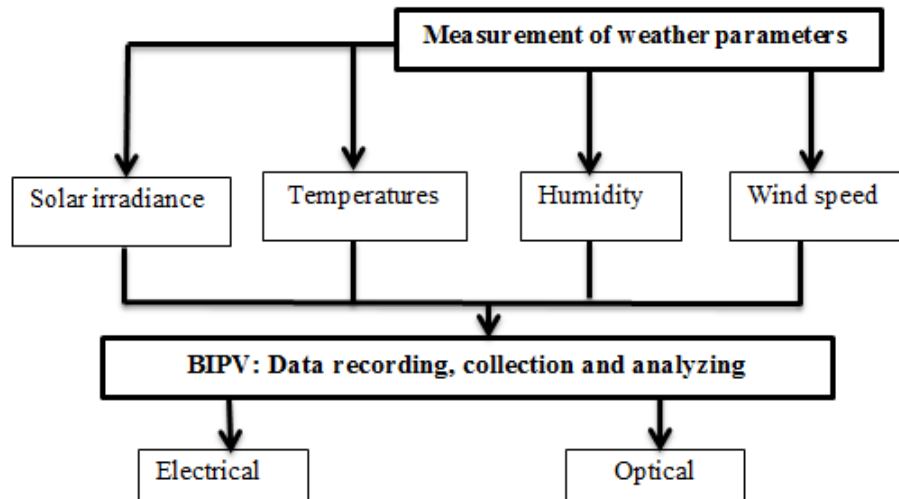 Measurement of weather parameters
Solar irradiance
Temperatures
Humidity
Wind speed
BIPV: Data recording, collection and analyzing
Electrical
Optical